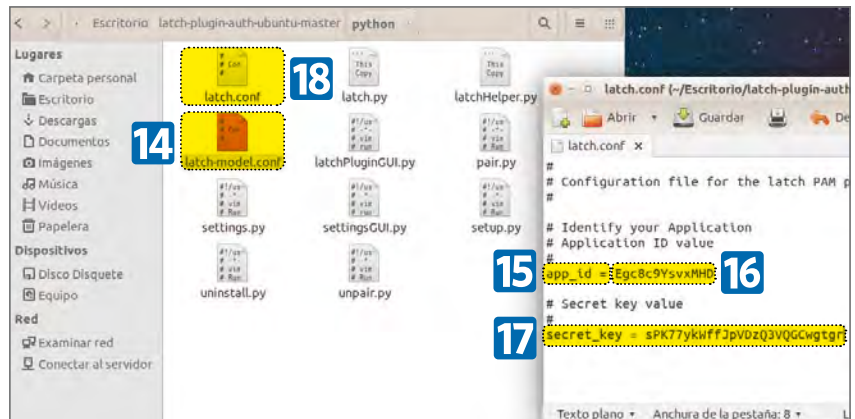 Escritorio latch-plugin-auth-ubuntu-master python
Lugares
Carpeta personal
Escritorio
Descargas
Documentos
Imágenes
Música
Vídeos
Papelera
Dispositivos
Disco Disquete
Equipo
Red
Examinar red
Conectar al servidor
18
latch.conf
latch.py
latchHelper.py
14
latch-model.conf
latchPluginGUI.py
pair.py
settings.py
settingsGUI.py
setup.py
uninstall.py
unpair.py
latch.conf (~/Escritorio/latch-plugin-auth
Abrir Guardar De
latch.conf x
#
# Configuration file for the latch PAM p
#
# Identify your Application
# Application ID value
#
15 app_id = Egc8c9YsvxMHD 16
# Secret key value
#
17 secret_key = sPK77ykWffJpVDzQ3VQGCwgtgr
Texto plano Anchura de la pestaña: 8 L